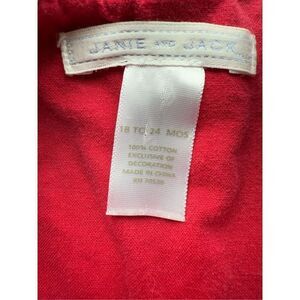 JANIE AND JACK
18 TO 24 MOS
100% COTTON
EXCLUSIVE OF
DECORATION
MADE IN CHINA